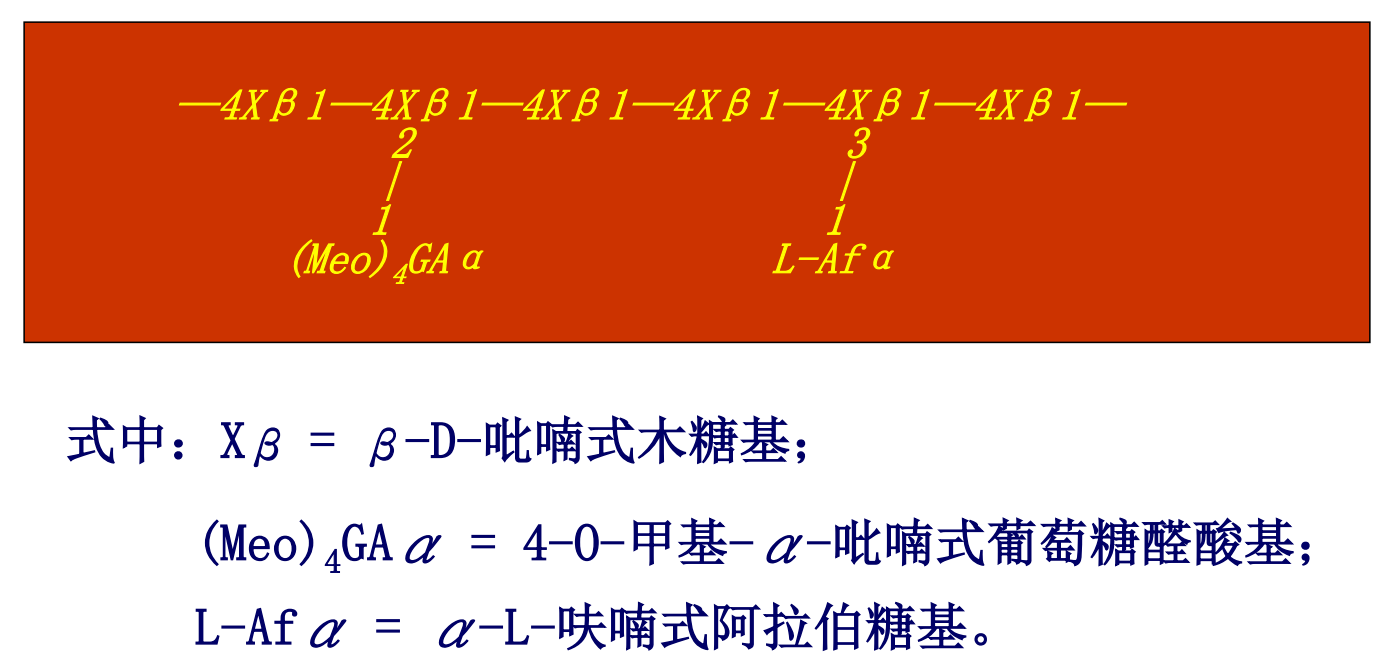 —4Xβ1—4Xβ1—4Xβ1—4Xβ1—4Xβ1—4Xβ1—
2 3
| |
1 1
(Meo)₄GAα L-Afα
式中：Xβ = β-D-吡喃式木糖基；
(Meo)₄GAα = 4-O-甲基-α-吡喃式葡萄糖醛酸基；
L-Afα = α-L-呋喃式阿拉伯糖基。